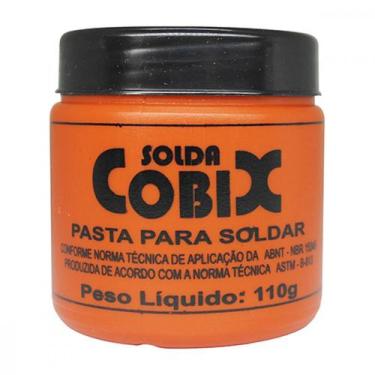 SOLDA
COBIX
PASTA PARA SOLDAR
CONFORME NORMA TÉCNICA DE APLICAÇÃO DA ABNT - NBR
PRODUZIDA DE ACORDO COM A NORMA TÉCNICA ASTM - B-813
Peso Líquido: 110g